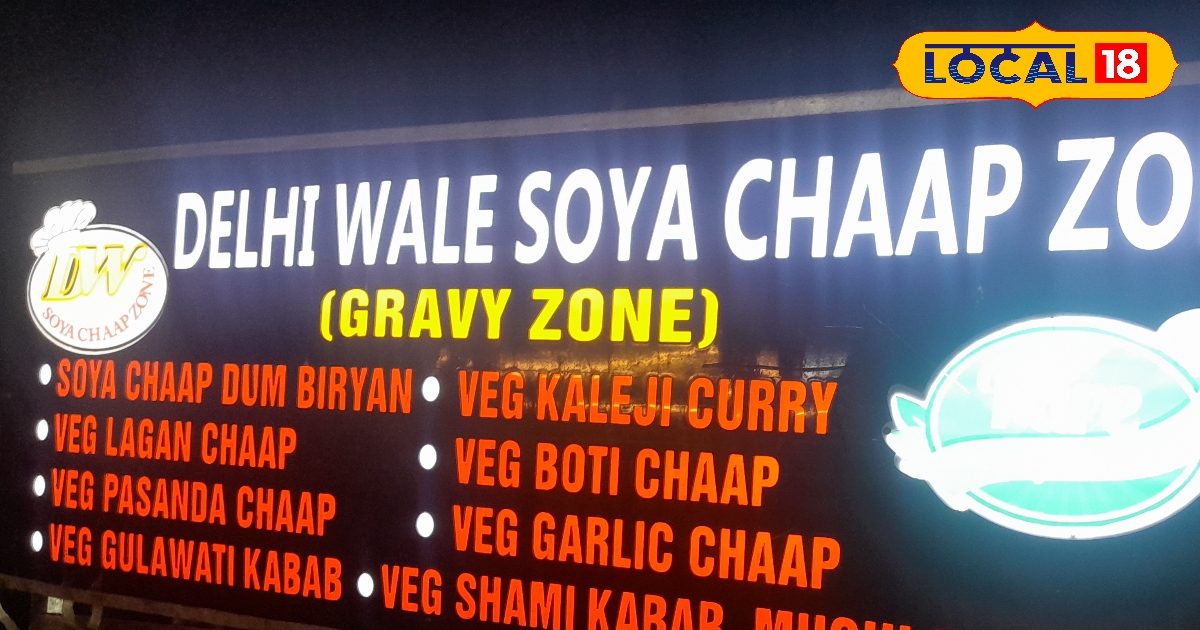 LOCAL 18
DELHI WALE SOYA CHAAP ZO
DW
SOYA CHAAP ZONE
(GRAVY ZONE)
• SOYA CHAAP DUM BIRYAN
• VEG LAGAN CHAAP
• VEG PASANDA CHAAP
• VEG GULAWATI KABAB
• VEG KALEJI CURRY
• VEG BOTI CHAAP
• VEG GARLIC CHAAP
• VEG SHAMI KABAB